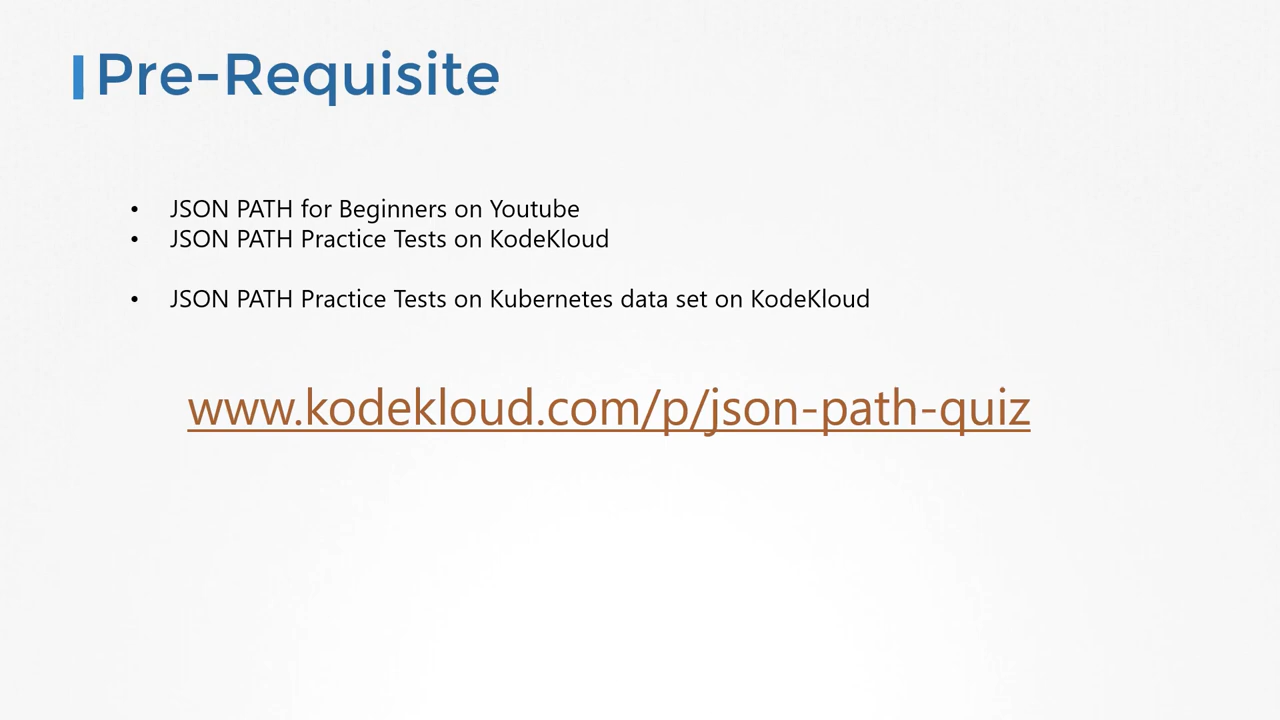 Pre-Requisite
• JSON PATH for Beginners on Youtube
• JSON PATH Practice Tests on KodeKloud
• JSON PATH Practice Tests on Kubernetes data set on KodeKloud
www.kodekloud.com/p/json-path-quiz